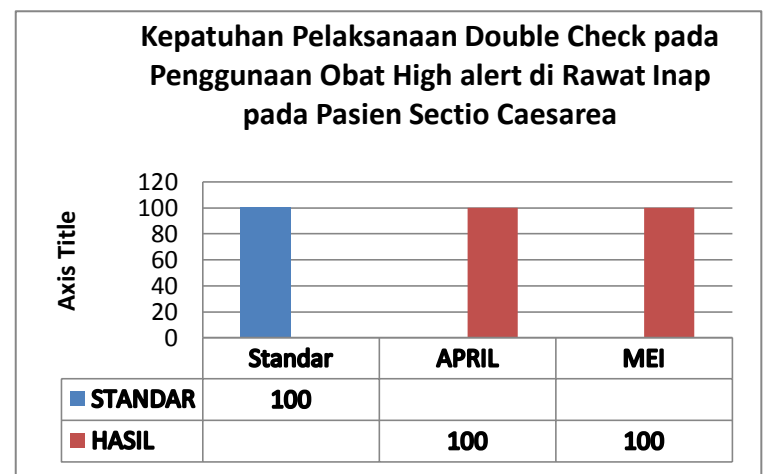 Kepatuhan Pelaksanaan Double Check pada
Penggunaan Obat High alert di Rawat Inap
pada Pasien Sectio Caesarea
Axis Title
120
100
80
60
40
20
0
Standar APRIL MEI
STANDAR 100
HASIL 100 100